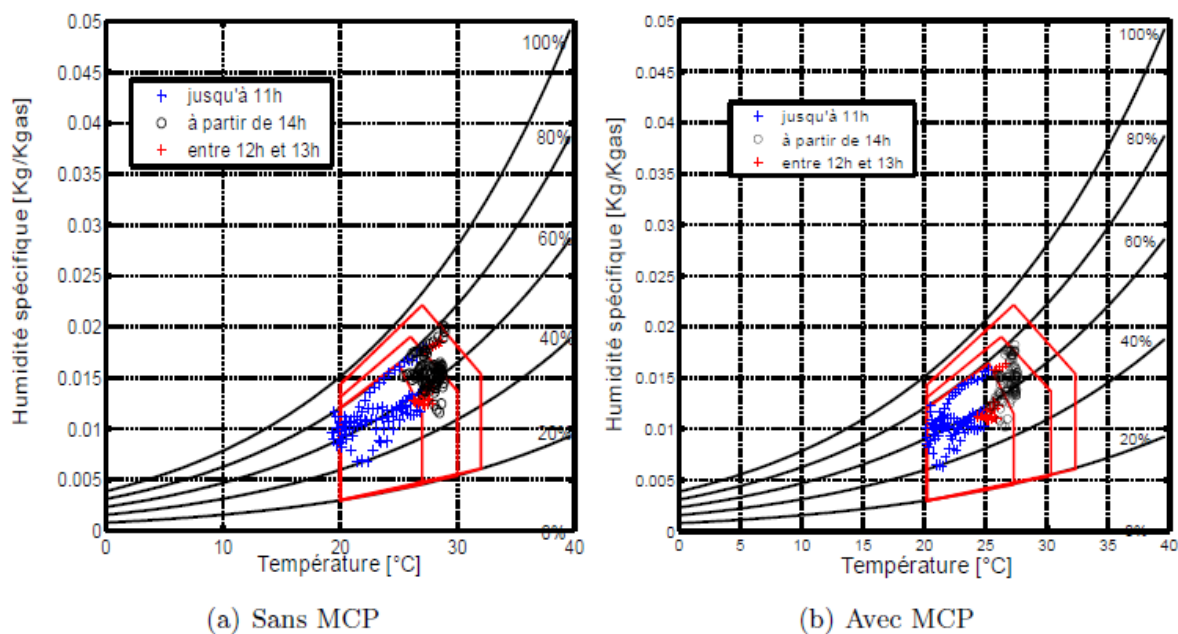 0.05
0.045
0.04
0.035
0.03
0.025
0.02
0.015
0.01
0.005
0
Humidité spécifique [Kg/Kgas]
jusqu'à 11h
à partir de 14h
entre 12h et 13h
100%
80%
60%
40%
20%
0%
0 10 20 30 40
Température [°C]
(a) Sans MCP
0.05
0.045
0.04
0.035
0.03
0.025
0.02
0.015
0.01
0.005
0
Humidité spécifique [Kg/Kgas]
jusqu'à 11h
à partir de 14h
entre 12h et 13h
100%
80%
60%
40%
20%
0%
0 5 10 15 20 25 30 35 40
Température [°C]
(b) Avec MCP